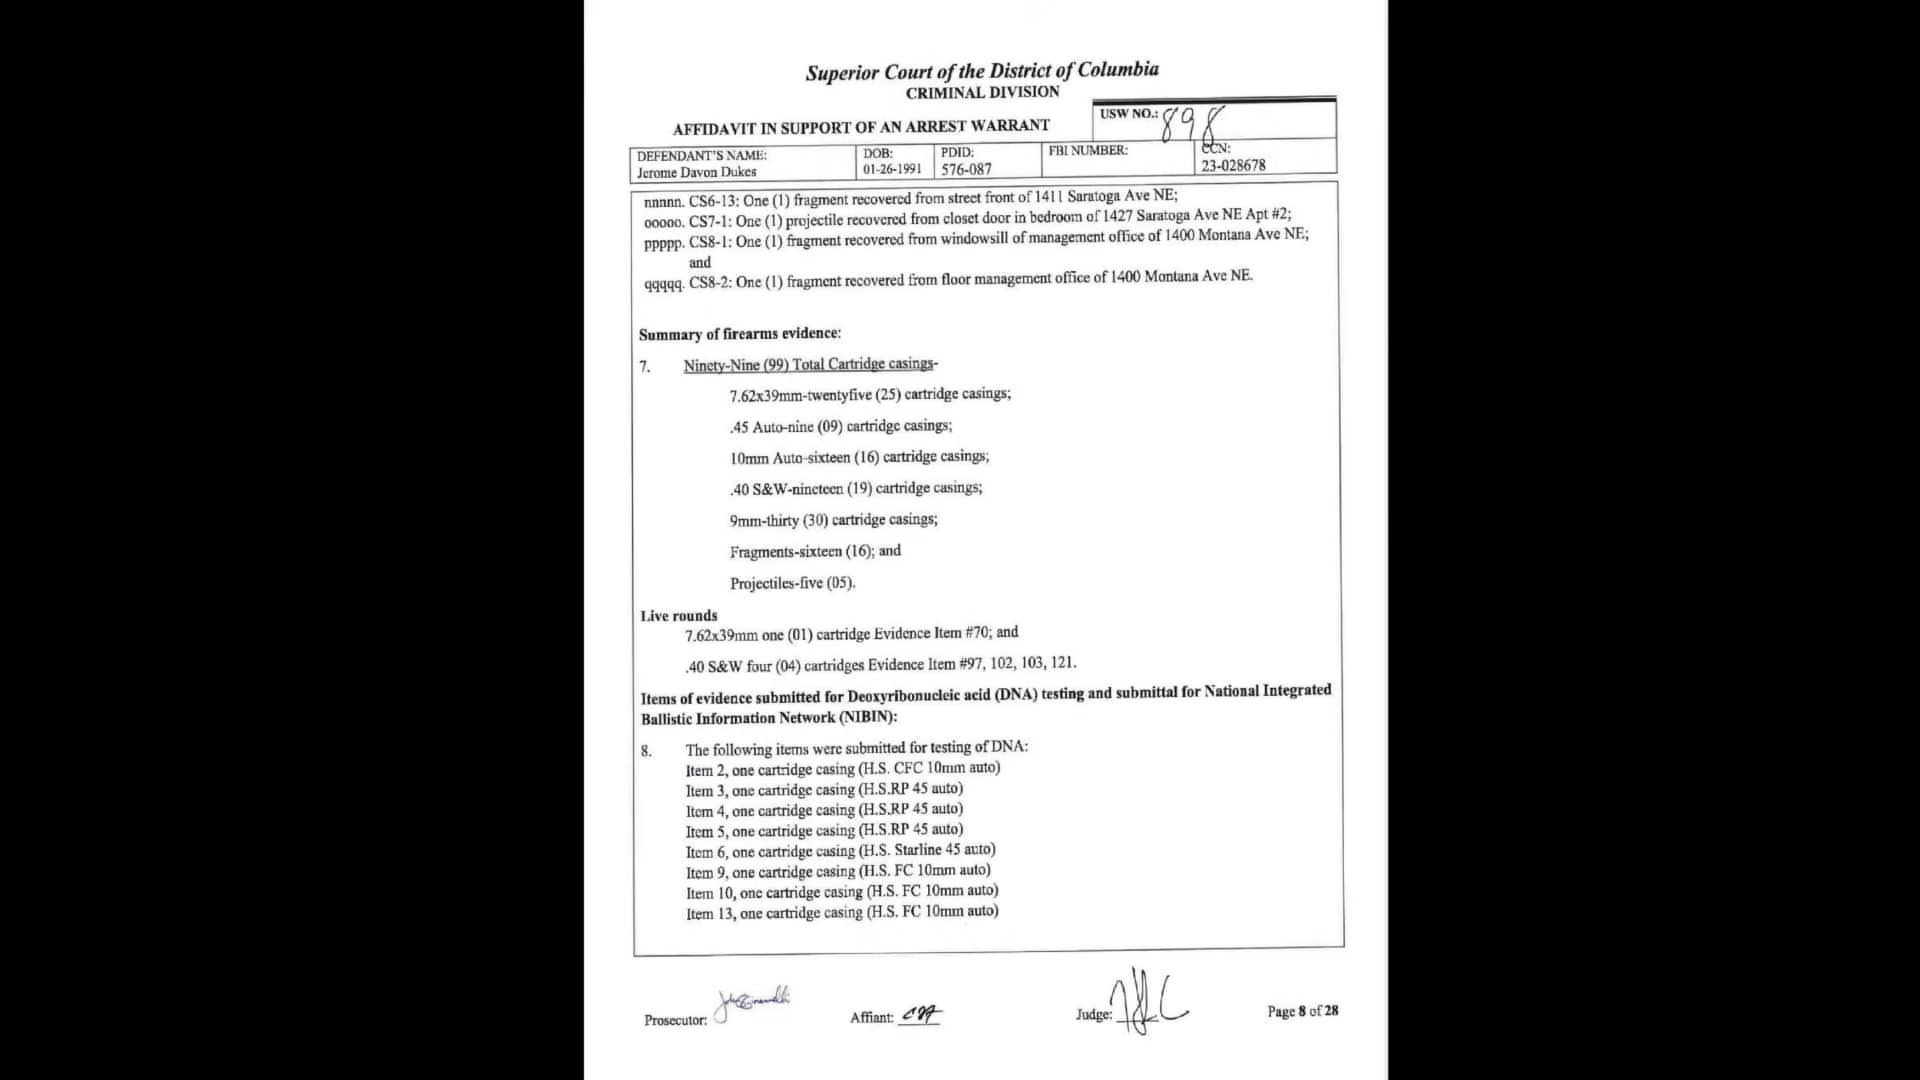 Superior Court of the District of Columbia
CRIMINAL DIVISION
AFFIDAVIT IN SUPPORT OF AN ARREST WARRANT
USW NO.: 898
DEFENDANT'S NAME: DOB: PDID: FBI NUMBER: CCN:
Jerome Davon Dukes 01-26-1991 576-087 23-028678
nnnnn. CS6-13: One (1) fragment recovered from street front of 1411 Saratoga Ave NE;
ooooo. CS7-1: One (1) projectile recovered from closet door in bedroom of 1427 Saratoga Ave NE Apt #2;
ppppp. CS8-1: One (1) fragment recovered from windowsill of management office of 1400 Montana Ave NE;
and
qqqqq. CS8-2: One (1) fragment recovered from floor management office of 1400 Montana Ave NE.
Summary of firearms evidence:
7. Ninety-Nine (99) Total Cartridge casings-
7.62x39mm-twentyfive (25) cartridge casings;
.45 Auto-nine (09) cartridge casings;
10mm Auto-sixteen (16) cartridge casings;
.40 S&W-nineteen (19) cartridge casings;
9mm-thirty (30) cartridge casings;
Fragments-sixteen (16); and
Projectiles-five (05).
Live rounds
7.62x39mm one (01) cartridge Evidence Item #70; and
.40 S&W four (04) cartridges Evidence Item #97, 102, 103, 121.
Items of evidence submitted for Deoxyribonucleic acid (DNA) testing and submittal for National Integrated
Ballistic Information Network (NIBIN):
8. The following items were submitted for testing of DNA:
Item 2, one cartridge casing (H.S. CFC 10mm auto)
Item 3, one cartridge casing (H.S.RP 45 auto)
Item 4, one cartridge casing (H.S.RP 45 auto)
Item 5, one cartridge casing (H.S.RP 45 auto)
Item 6, one cartridge casing (H.S. Starline 45 auto)
Item 9, one cartridge casing (H.S. FC 10mm auto)
Item 10, one cartridge casing (H.S. FC 10mm auto)
Item 13, one cartridge casing (H.S. FC 10mm auto)
Prosecutor: Affiant: Judge: Page 8 of 28